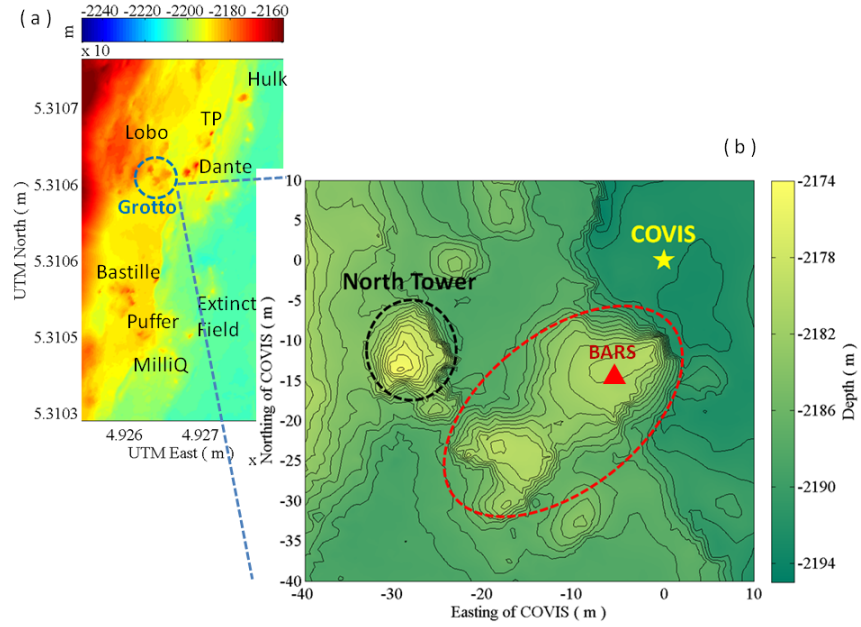 ( a )
m
-2240 -2200 -2180 -2160
x 10
Hulk
5.3107
TP
Lobo
Dante
5.3106
Grotto
( b )
UTM North ( m )
5.3106
Bastille
Extinct
Field
Puffer
5.3105
MilliQ
5.3103
4.926 4.927
UTM East ( m )
x
10
5
0
-5
-10
-15
-20
-25
-30
-35
-40
Northing of COVIS ( m )
COVIS
North Tower
BARS
-40 -30 -20 -10 0 10
Easting of COVIS ( m )
-2174
-2178
-2182
-2186
-2190
-2194
Depth ( m )